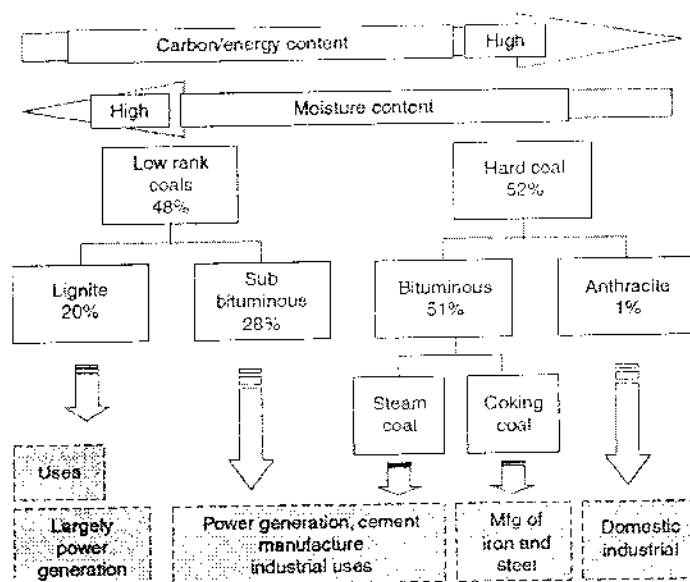 Carbon/energy content
High
High
Moisture content
Low rank
coals
48%
Hard coal
52%
Lignite
20%
Sub
bituminous
28%
Bituminous
51%
Anthracite
1%
Steam
coal
Coking
coal
Uses
Largely
power
generation
Power generation, cement
manufacture
industrial uses
Mfg of
iron and
steel
Domestic
industrial